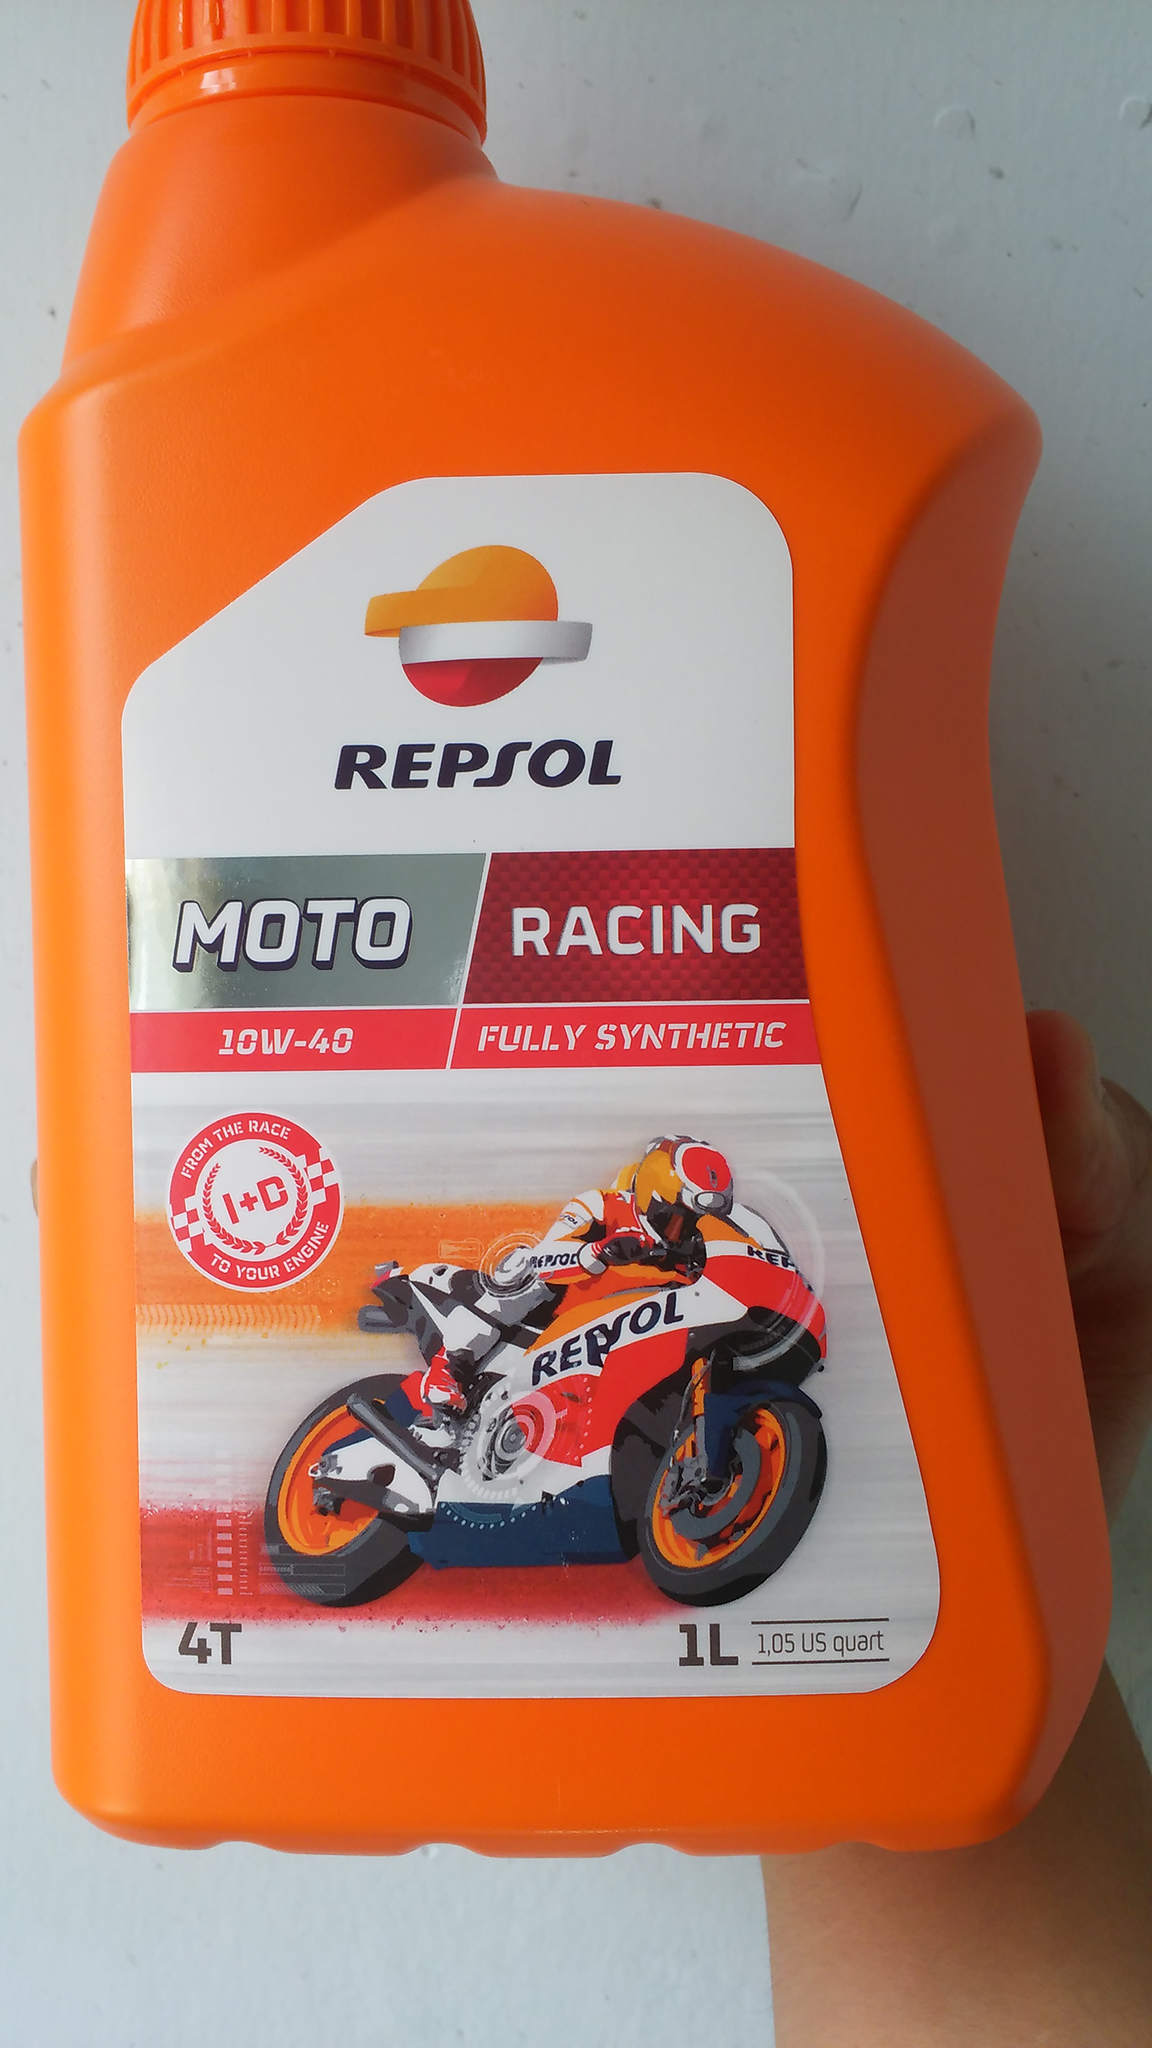 REPSOL
MOTO RACING
10W-40 FULLY SYNTHETIC
FROM THE RACE
I+D
TO YOUR ENGINE
REPSOL
REPSOL
4T 1L 1,05 US quart